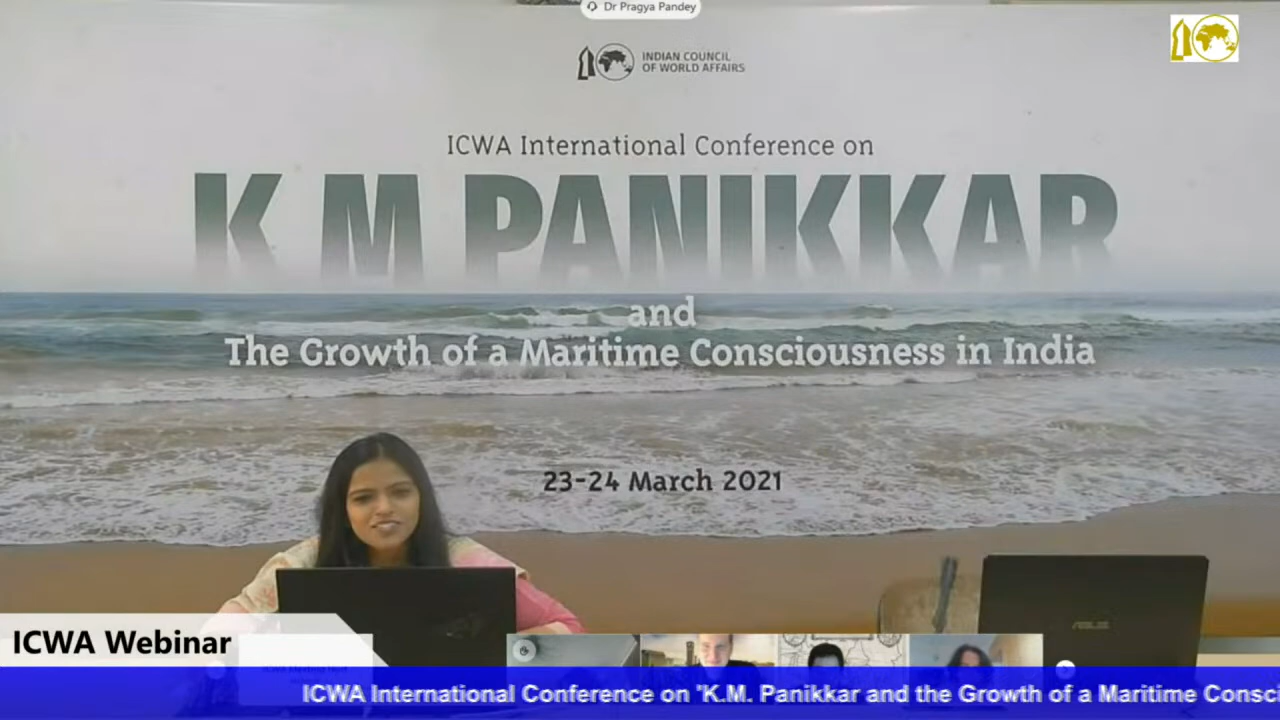 Dr Pragya Pandey
INDIAN COUNCIL
OF WORLD AFFAIRS
ICWA International Conference on
K M PANIKKAR
and
The Growth of a Maritime Consciousness in India
23-24 March 2021
ASUS
ICWA Webinar
ICWA International Conference on 'K.M. Panikkar and the Growth of a Maritime Consci